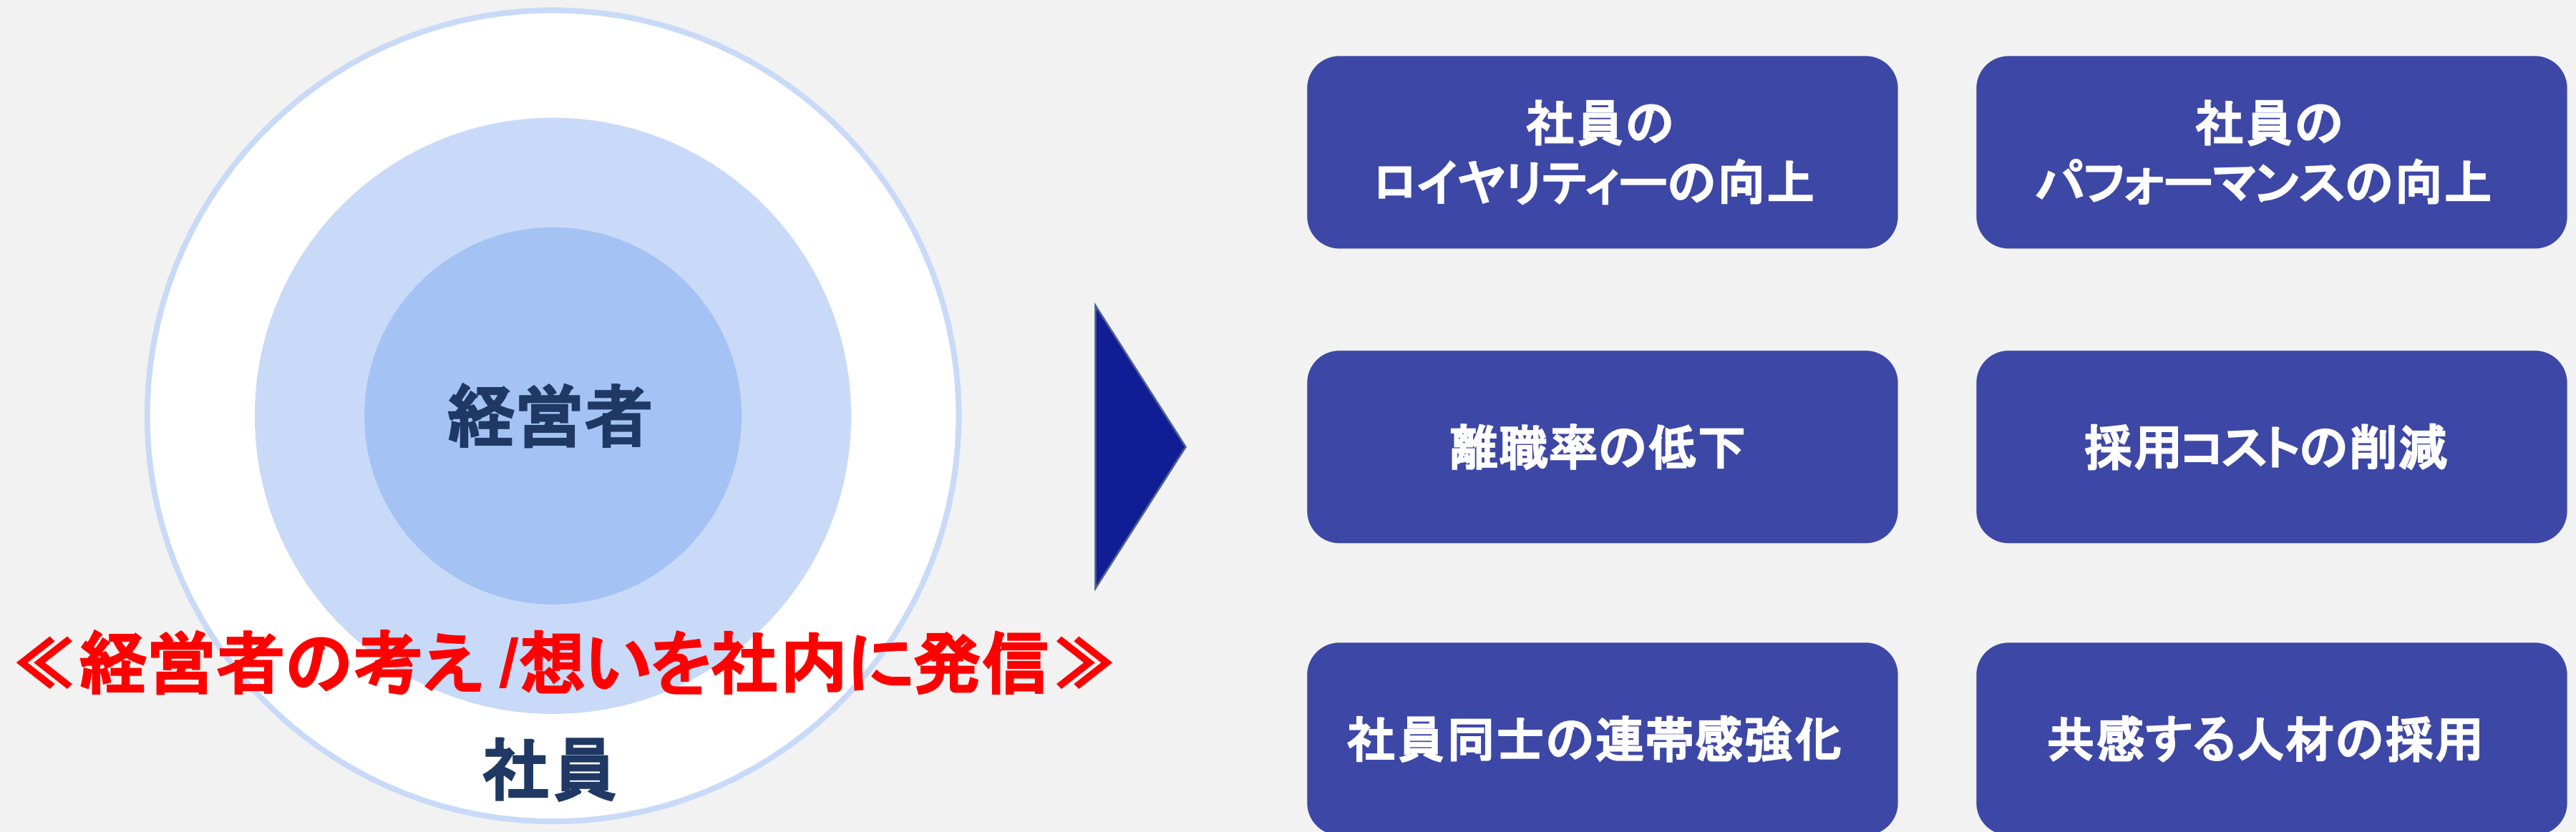 経営者
≪経営者の考え /想いを社内に発信≫
社員
社員の
ロイヤリティーの向上
社員の
パフォーマンスの向上
離職率の低下
採用コストの削減
社員同士の連帯感強化
共感する人材の採用